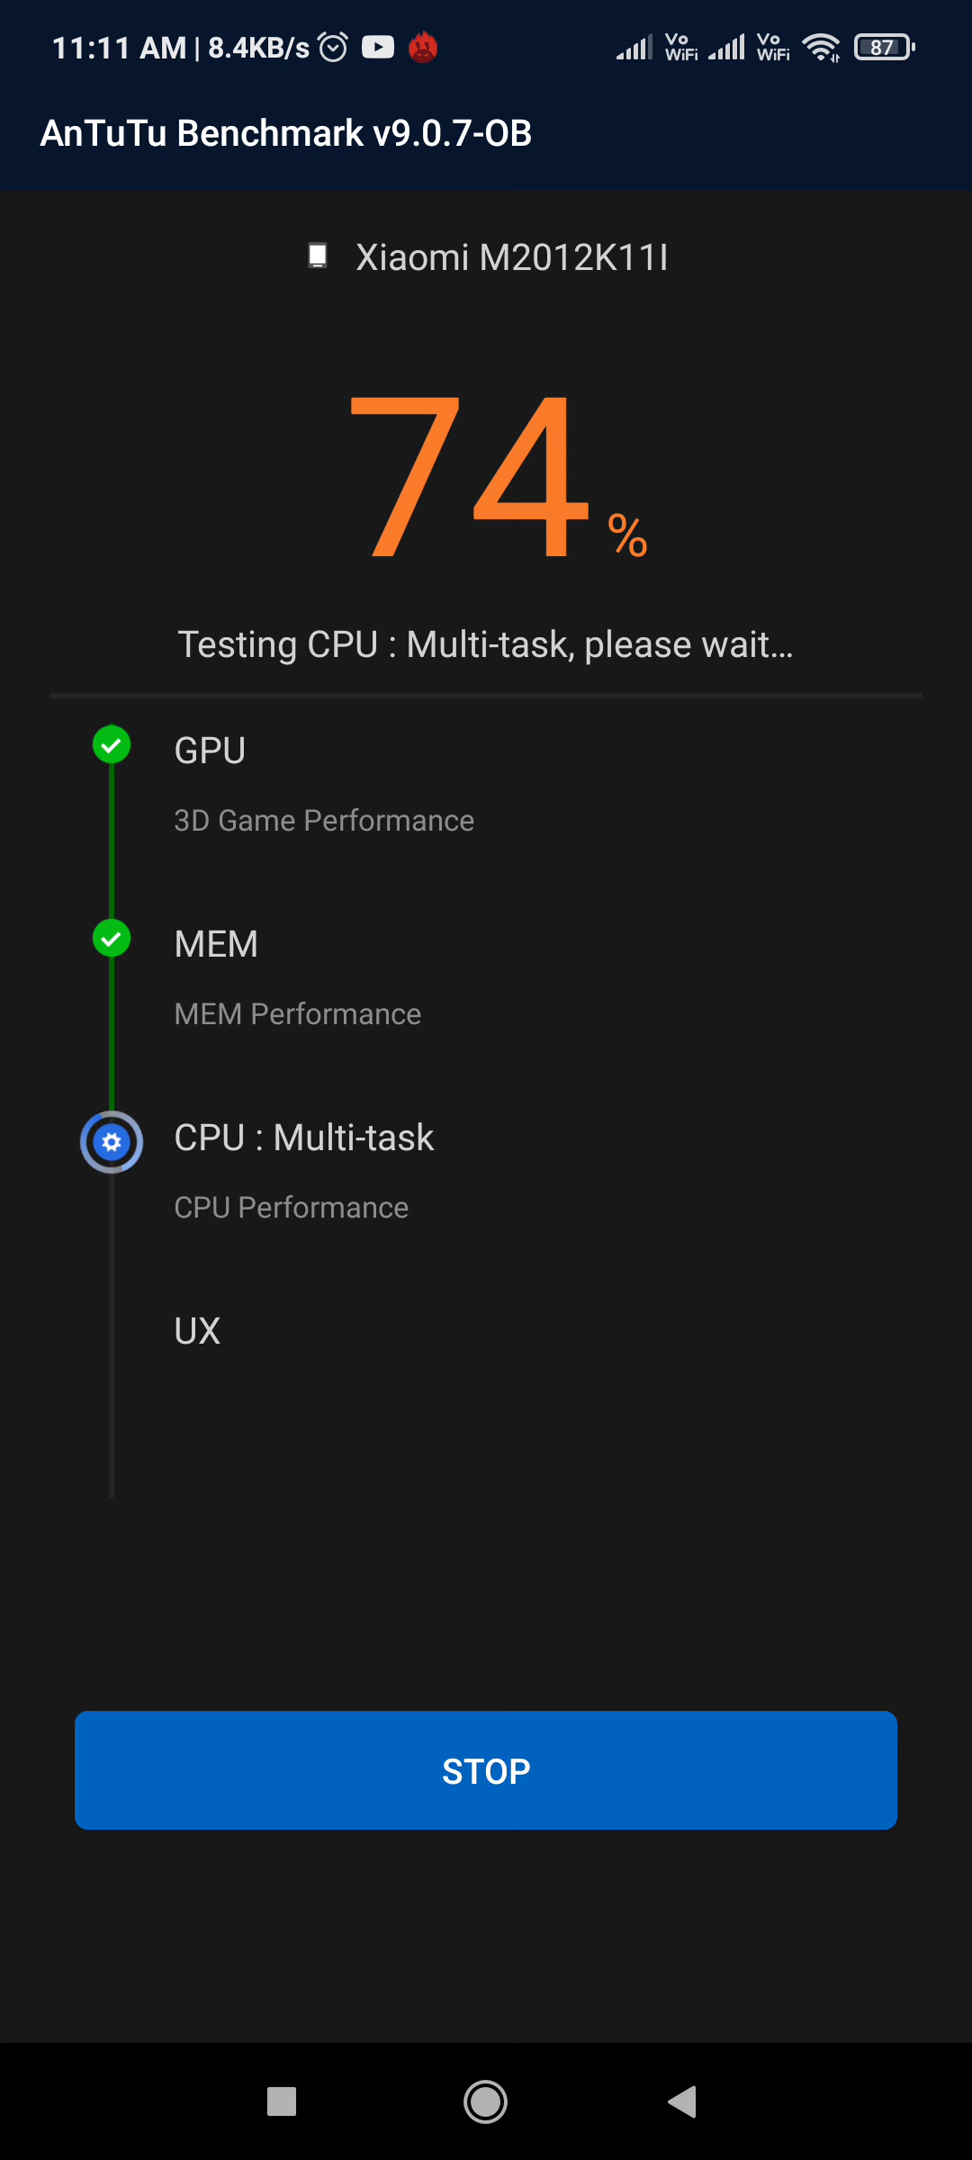 11:11 AM | 8.4KB/s Vo WiFi Vo WiFi 87
AnTuTu Benchmark v9.0.7-OB
Xiaomi M2012K11I
74 %
Testing CPU : Multi-task, please wait...
GPU
3D Game Performance
MEM
MEM Performance
CPU : Multi-task
CPU Performance
UX
STOP